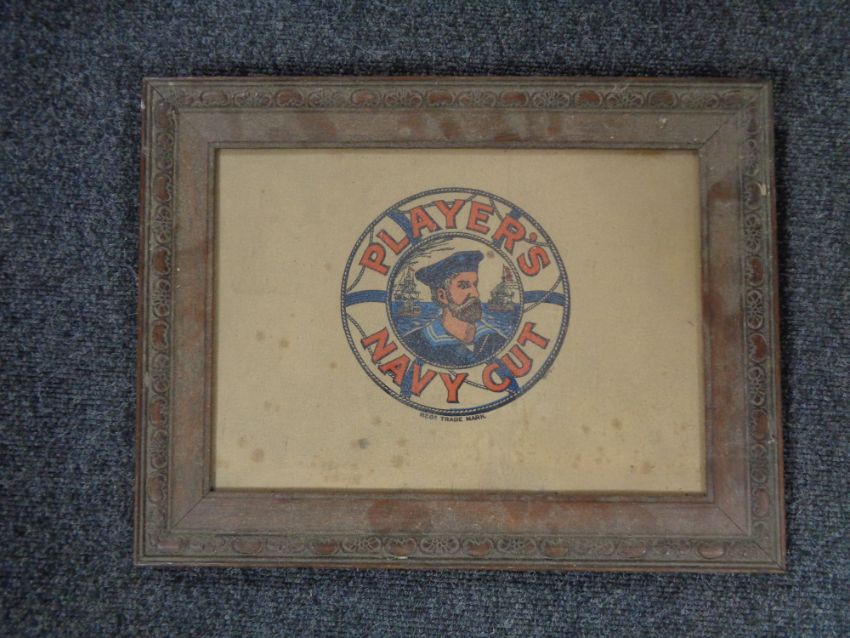 PLAYER'S
NAVY CUT
REGD TRADE MARK.